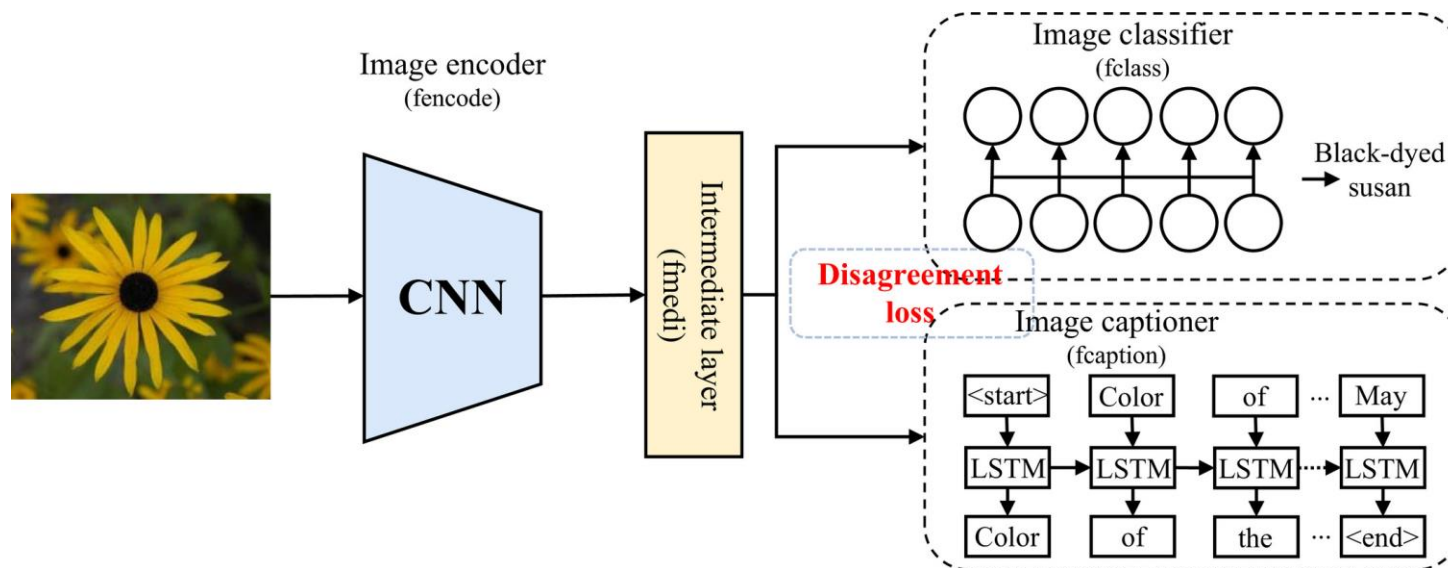 Image encoder
(fencode)
CNN
Intermediate layer
(fmedi)
Disagreement
loss
Image classifier
(fclass)
Black-dyed
susan
Image captioner
(fcaption)
<start> Color of ... May
LSTM LSTM LSTM LSTM
Color of the ... <end>